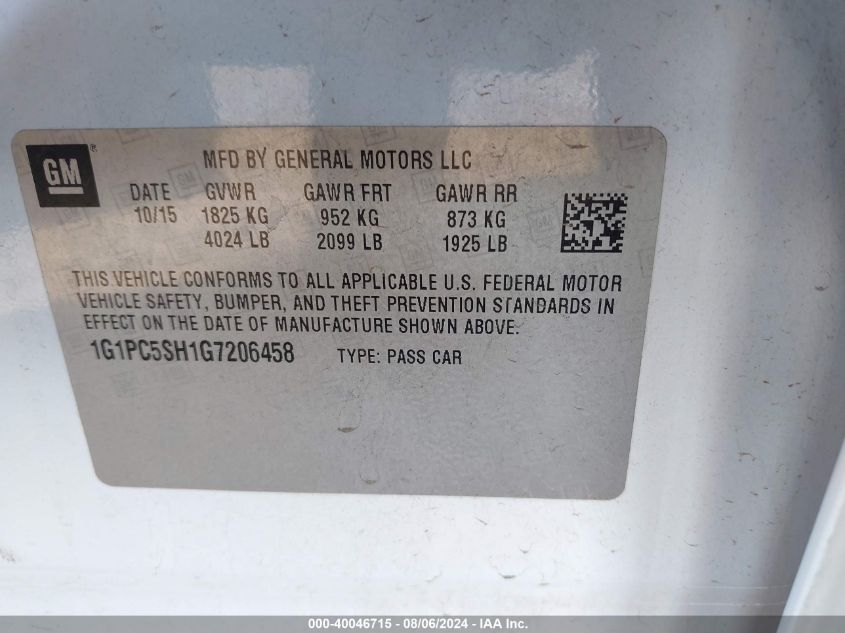 GM ® MFD BY GENERAL MOTORS LLC
DATE GVWR GAWR FRT GAWR RR
10/15 1825 KG 952 KG 873 KG
4024 LB 2099 LB 1925 LB
THIS VEHICLE CONFORMS TO ALL APPLICABLE U.S. FEDERAL MOTOR
VEHICLE SAFETY, BUMPER, AND THEFT PREVENTION STANDARDS IN
EFFECT ON THE DATE OF MANUFACTURE SHOWN ABOVE.
1G1PC5SH1G7206458 TYPE: PASS CAR
000-40046715 - 08/06/2024 - IAA Inc.